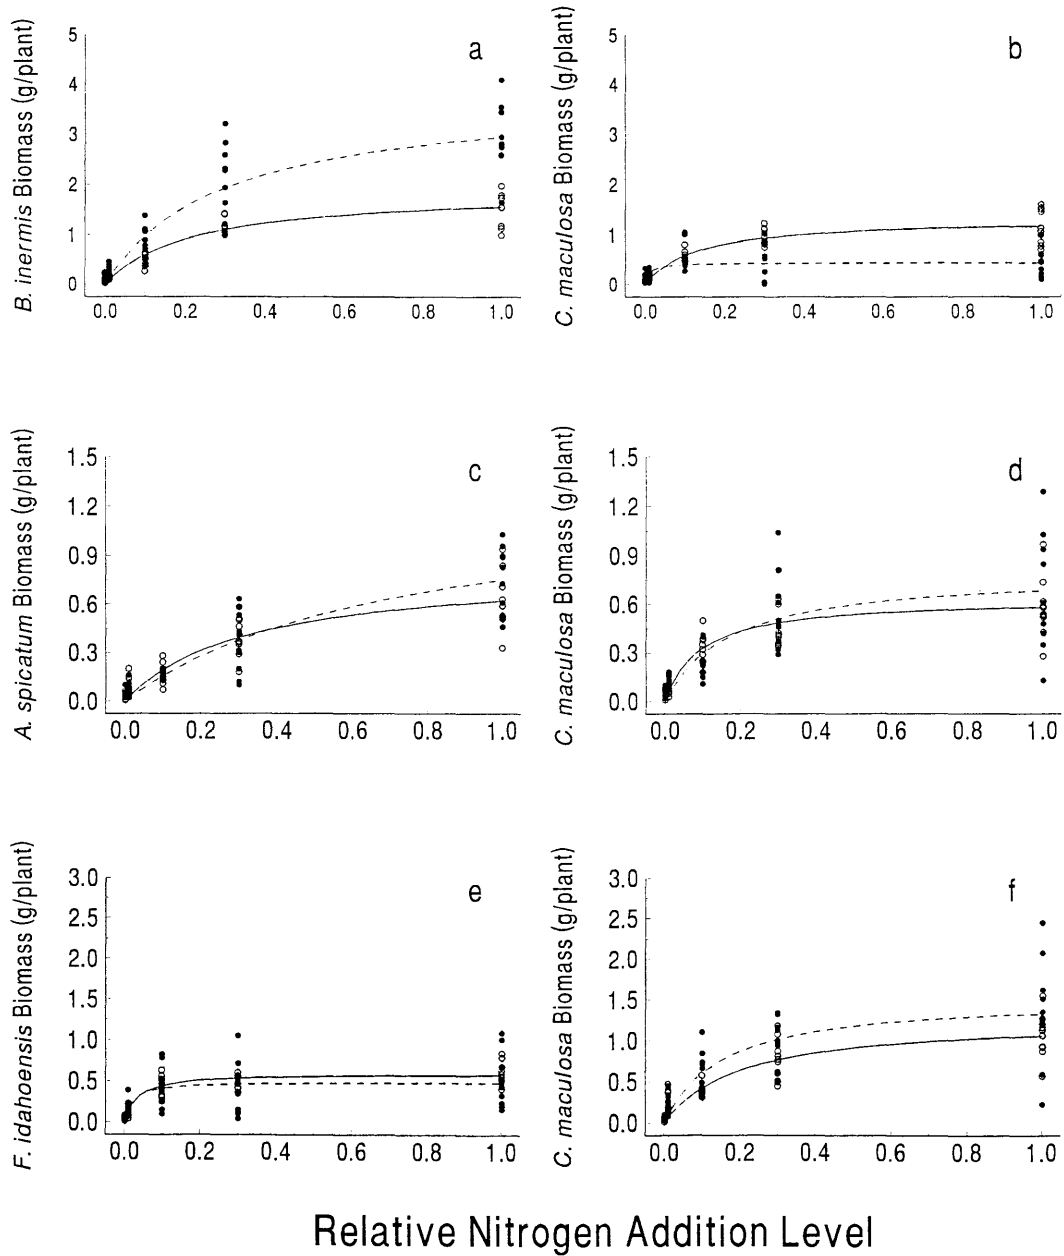 B. inermis Biomass (g/plant)
5
4
3
2
1
0
a
0.0 0.2 0.4 0.6 0.8 1.0
C. maculosa Biomass (g/plant)
5
4
3
2
1
0
b
0.0 0.2 0.4 0.6 0.8 1.0
A. spicatum Biomass (g/plant)
1.5
1.2
0.9
0.6
0.3
0.0
c
0.0 0.2 0.4 0.6 0.8 1.0
C. maculosa Biomass (g/plant)
1.5
1.2
0.9
0.6
0.3
0.0
d
0.0 0.2 0.4 0.6 0.8 1.0
F. idahoensis Biomass (g/plant)
3.0
2.5
2.0
1.5
1.0
0.5
0.0
e
0.0 0.2 0.4 0.6 0.8 1.0
C. maculosa Biomass (g/plant)
3.0
2.5
2.0
1.5
1.0
0.5
0.0
f
0.0 0.2 0.4 0.6 0.8 1.0
Relative Nitrogen Addition Level